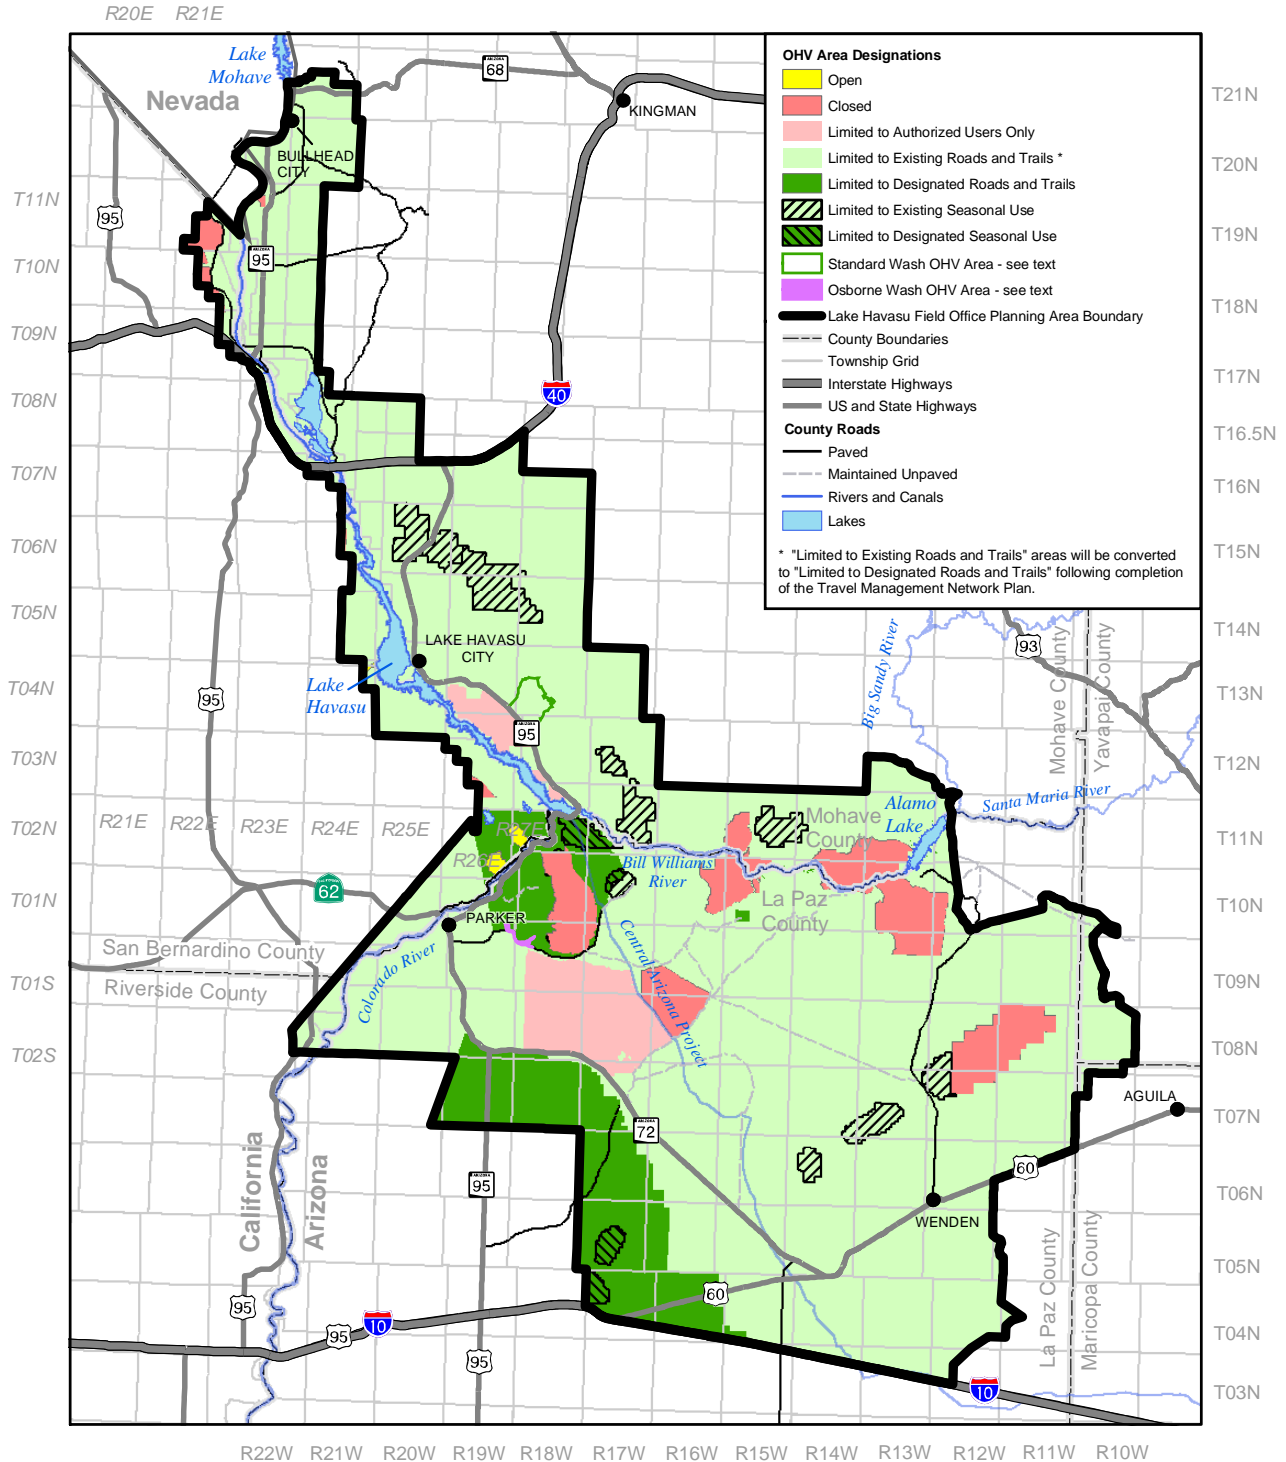 R20E R21E
Lake
Mohave
Nevada
ARIZONA
68
KINGMAN
BULLHEAD
CITY
95
ARIZONA
95
40
OHV Area Designations
Open
Closed
Limited to Authorized Users Only
Limited to Existing Roads and Trails *
Limited to Designated Roads and Trails
Limited to Existing Seasonal Use
Limited to Designated Seasonal Use
Standard Wash OHV Area - see text
Osborne Wash OHV Area - see text
Lake Havasu Field Office Planning Area Boundary
County Boundaries
Township Grid
Interstate Highways
US and State Highways
County Roads
Paved
Maintained Unpaved
Rivers and Canals
Lakes
* "Limited to Existing Roads and Trails" areas will be converted
to "Limited to Designated Roads and Trails" following completion
of the Travel Management Network Plan.
T21N
T20N
T19N
T18N
T17N
T16.5N
T16N
T15N
T14N
T13N
T12N
T11N
T10N
T09N
T08N
T07N
T06N
T05N
T04N
T03N
T11N
T10N
T09N
T08N
T07N
T06N
T05N
T04N
T03N
T02N
T01N
T01S
T02S
LAKE HAVASU
CITY
Lake
Havasu
95
ARIZONA
95
Big Sandy River
93
Mohave County
Yavapai County
Santa Maria River
Alamo
Lake
Mohave
County
R21E R22E R23E R24E R25E
R27E
R26E
Bill Williams
River
La Paz
County
62
PARKER
San Bernardino County
Riverside County
Colorado River
Central Arizona Project
AGUILA
ARIZONA
72
60
ARIZONA
95
California
Arizona
WENDEN
La Paz County
Maricopa County
60
95
10
95
95
10
R22W R21W R20W R19W R18W R17W R16W R15W R14W R13W R12W R11W R10W